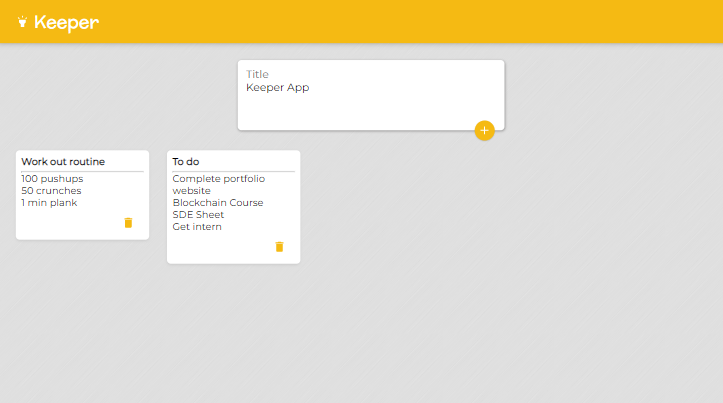 Keeper
Title
Keeper App
Work out routine
100 pushups
50 crunches
1 min plank
To do
Complete portfolio
website
Blockchain Course
SDE Sheet
Get intern